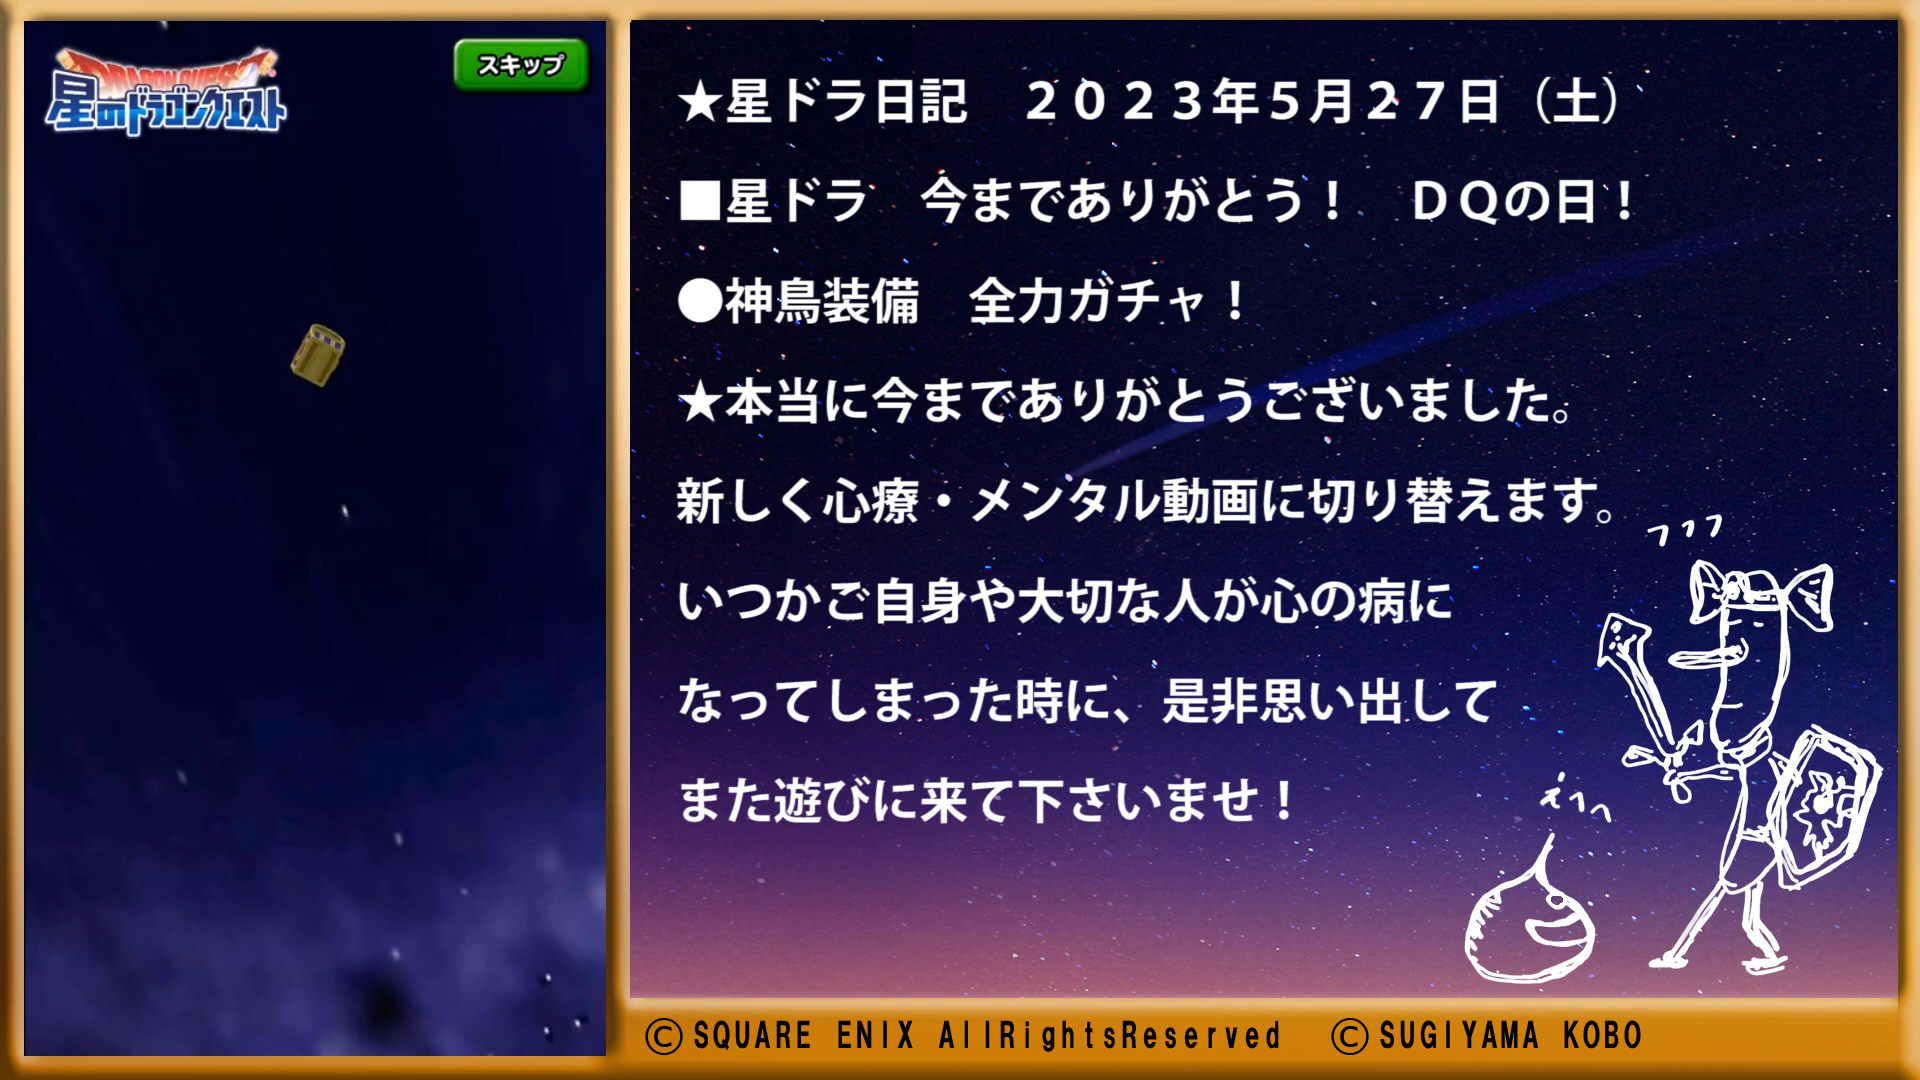 DRAGON QUEST
星のドラゴンクエスト
スキップ
★星ドラ日記　２０２３年５月２７日（土）
■星ドラ　今までありがとう！　ＤＱの日！
●神鳥装備　全力ガチャ！
★本当に今までありがとうございました。
新しく心療・メンタル動画に切り替えます。
いつかご自身や大切な人が心の病に
なってしまった時に、是非思い出して
また遊びに来て下さいませ！
フフフ
えへへ
©SQUARE ENIX AllRightsReserved　©SUGIYAMA KOBO